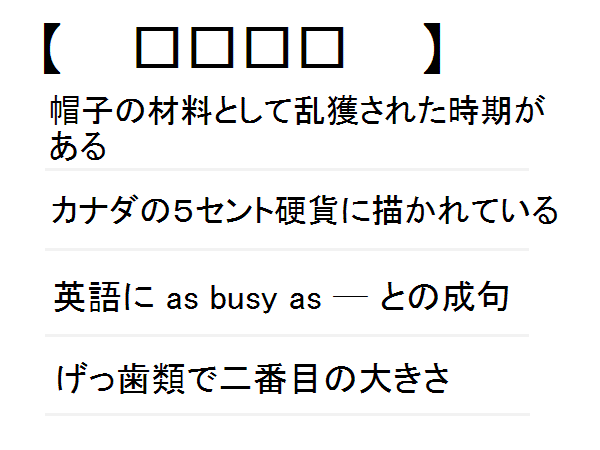 【 □□□□ 】
帽子の材料として乱獲された時期が
ある
カナダの５セント硬貨に描かれている
英語に as busy as ― との成句
げっ歯類で二番目の大きさ